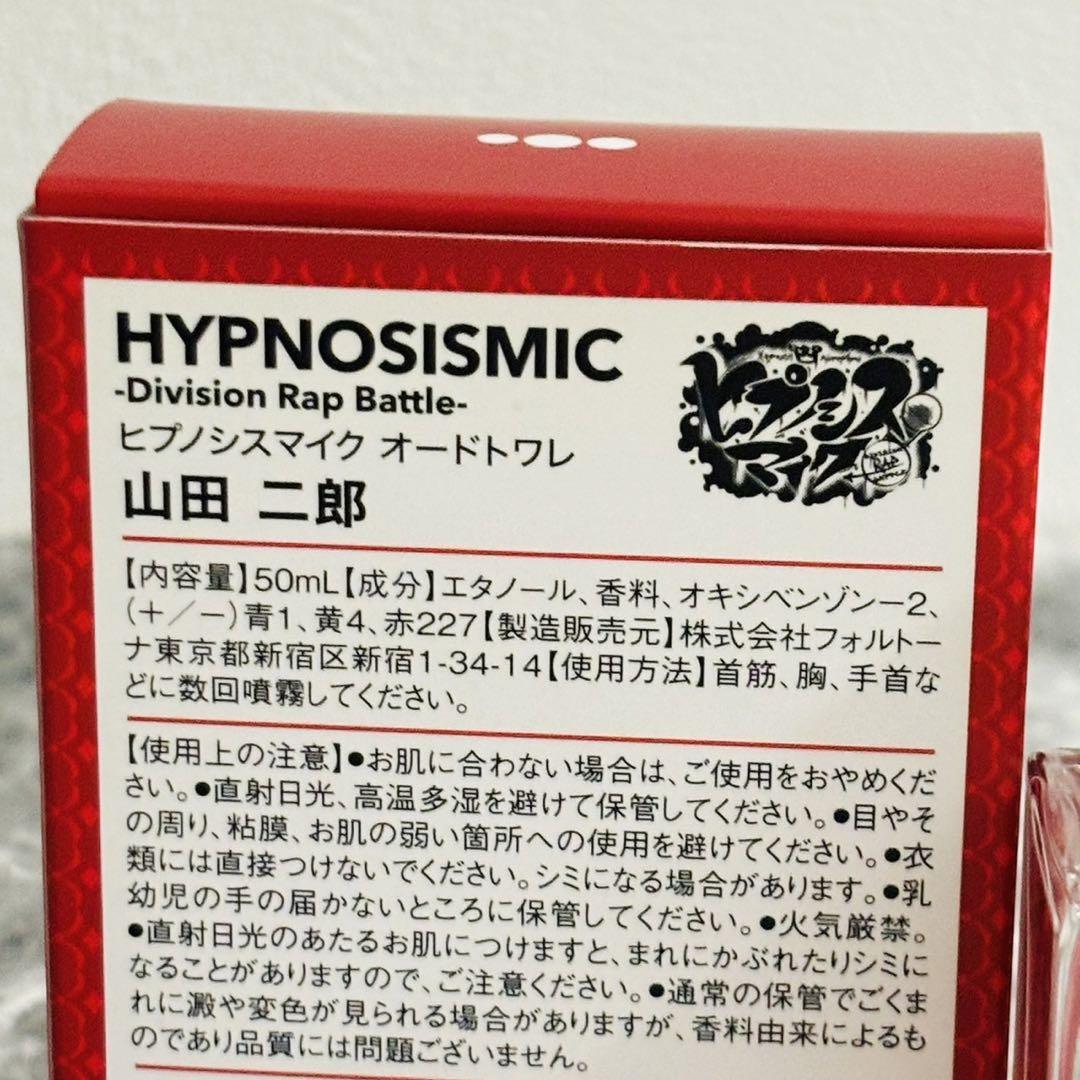 HYPNOSISMIC
-Division Rap Battle-
ヒプノシスマイク オードトワレ
山田 二郎
ヒプノシス
マイク
【内容量】50mL【成分】エタノール、香料、オキシベンゾン－2、
(＋／－)青1、黄4、赤227【製造販売元】株式会社フォルトー
ナ東京都新宿区新宿1-34-14【使用方法】首筋、胸、手首な
どに数回噴霧してください。
【使用上の注意】●お肌に合わない場合は、ご使用をおやめくだ
さい。●直射日光、高温多湿を避けて保管してください。●目やそ
の周り、粘膜、お肌の弱い箇所への使用を避けてください。●衣
類には直接つけないでください。シミになる場合があります。●乳
幼児の手の届かないところに保管してください。●火気厳禁。
●直射日光のあたるお肌につけますと、まれにかぶれたりシミに
なることがありますので、ご注意ください。●通常の保管でごくま
れに澱や変色が見られる場合がありますが、香料由来によるも
のであり品質には問題ございません。